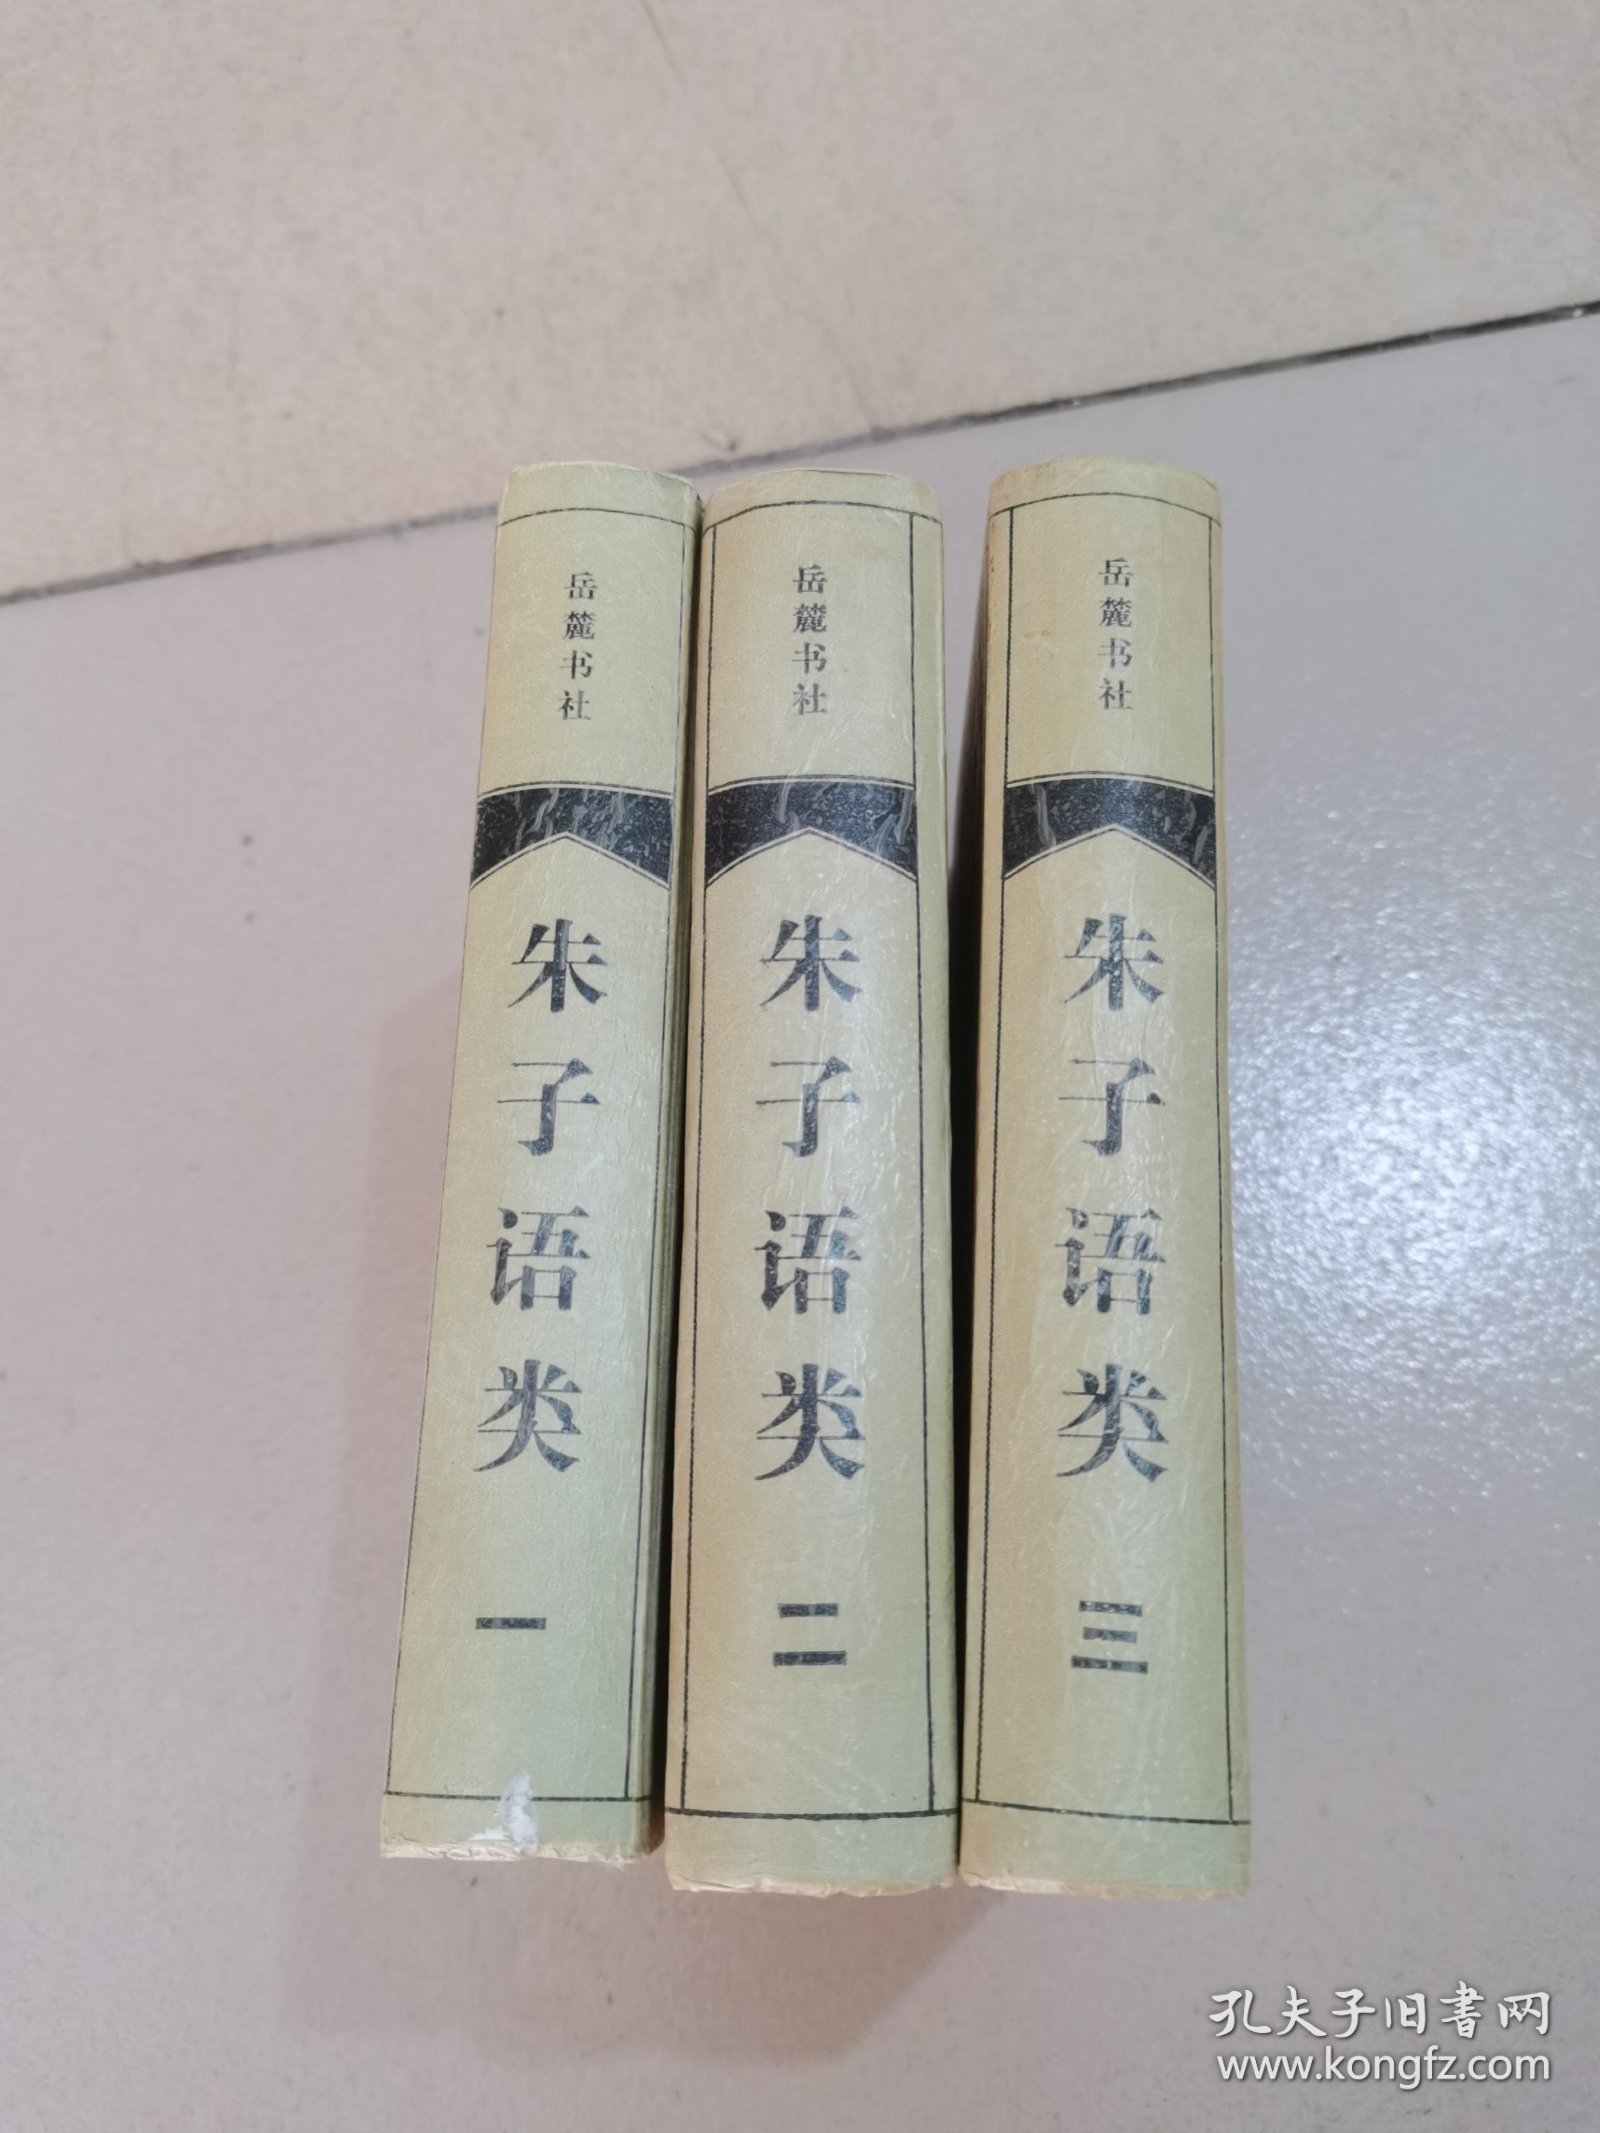 岳麓书社
朱子语类
一
岳麓书社
朱子语类
二
岳麓书社
朱子语类
三
孔夫子旧書网
www.kongfz.com